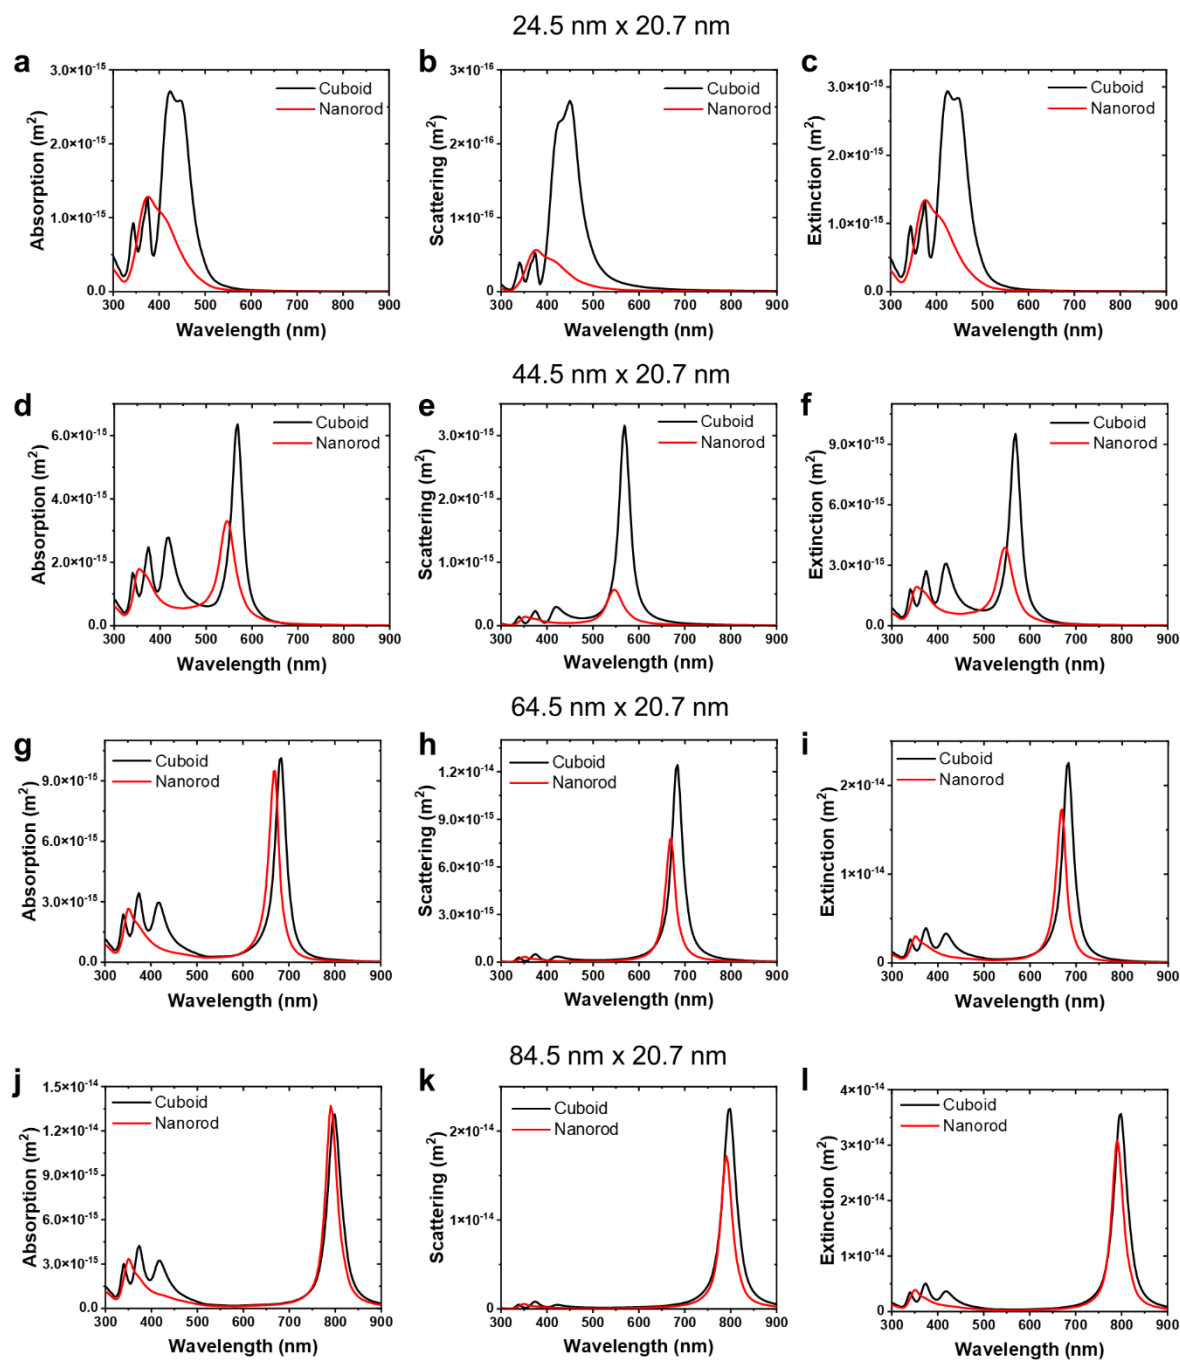 24.5 nm x 20.7 nm
a
3.0×10⁻¹⁵
2.0×10⁻¹⁵
1.0×10⁻¹⁵
0.0
Absorption (m²)
Cuboid
Nanorod
300 400 500 600 700 800 900
Wavelength (nm)
b
3×10⁻¹⁶
2×10⁻¹⁶
1×10⁻¹⁶
0
Scattering (m²)
Cuboid
Nanorod
300 400 500 600 700 800 900
Wavelength (nm)
c
3.0×10⁻¹⁵
2.0×10⁻¹⁵
1.0×10⁻¹⁵
0.0
Extinction (m²)
Cuboid
Nanorod
300 400 500 600 700 800 900
Wavelength (nm)
44.5 nm x 20.7 nm
d
6.0×10⁻¹⁵
4.0×10⁻¹⁵
2.0×10⁻¹⁵
0.0
Absorption (m²)
Cuboid
Nanorod
300 400 500 600 700 800 900
Wavelength (nm)
e
3.0×10⁻¹⁵
2.0×10⁻¹⁵
1.0×10⁻¹⁵
0.0
Scattering (m²)
Cuboid
Nanorod
300 400 500 600 700 800 900
Wavelength (nm)
f
9.0×10⁻¹⁵
6.0×10⁻¹⁵
3.0×10⁻¹⁵
0.0
Extinction (m²)
Cuboid
Nanorod
300 400 500 600 700 800 900
Wavelength (nm)
64.5 nm x 20.7 nm
g
9.0×10⁻¹⁵
6.0×10⁻¹⁵
3.0×10⁻¹⁵
0.0
Absorption (m²)
Cuboid
Nanorod
300 400 500 600 700 800 900
Wavelength (nm)
h
1.2×10⁻¹⁴
9.0×10⁻¹⁵
6.0×10⁻¹⁵
3.0×10⁻¹⁵
0.0
Scattering (m²)
Cuboid
Nanorod
300 400 500 600 700 800 900
Wavelength (nm)
i
2×10⁻¹⁴
1×10⁻¹⁴
0
Extinction (m²)
Cuboid
Nanorod
300 400 500 600 700 800 900
Wavelength (nm)
84.5 nm x 20.7 nm
j
1.5×10⁻¹⁴
1.2×10⁻¹⁴
9.0×10⁻¹⁵
6.0×10⁻¹⁵
3.0×10⁻¹⁵
0.0
Absorption (m²)
Cuboid
Nanorod
300 400 500 600 700 800 900
Wavelength (nm)
k
2×10⁻¹⁴
1×10⁻¹⁴
0
Scattering (m²)
Cuboid
Nanorod
300 400 500 600 700 800 900
Wavelength (nm)
l
4×10⁻¹⁴
3×10⁻¹⁴
2×10⁻¹⁴
1×10⁻¹⁴
0
Extinction (m²)
Cuboid
Nanorod
300 400 500 600 700 800 900
Wavelength (nm)